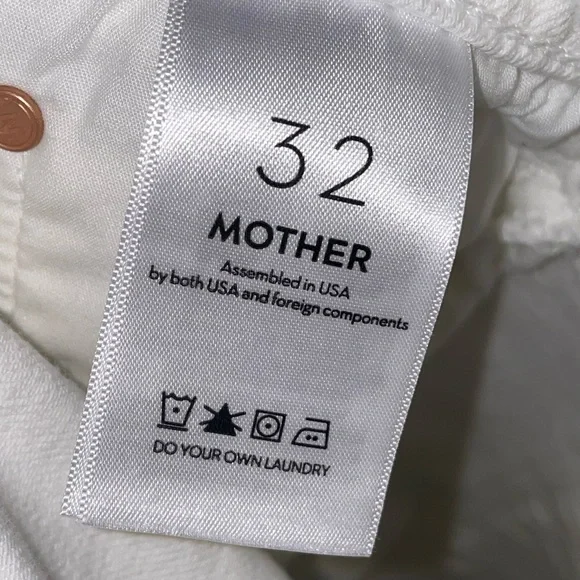 32
MOTHER
Assembled in USA
by both USA and foreign components
DO YOUR OWN LAUNDRY